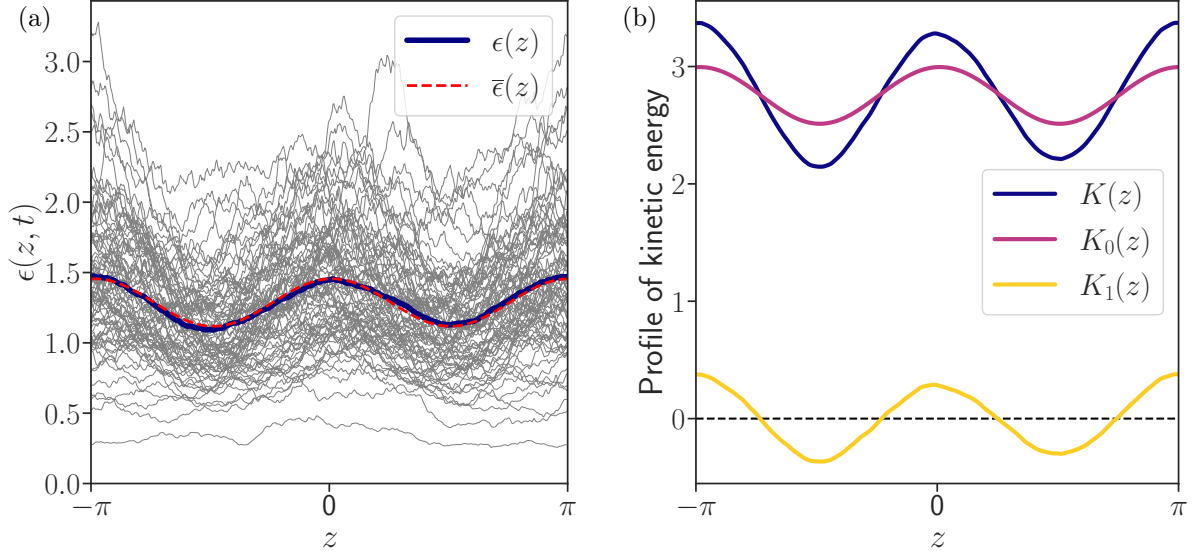 (a)
ϵ(z, t)
3.0
2.5
2.0
1.5
1.0
0.5
0.0
−π
0
π
z
ϵ(z)
ϵ̅(z)
(b)
Profile of kinetic energy
3
2
1
0
−π
0
π
z
K(z)
K₀(z)
K₁(z)